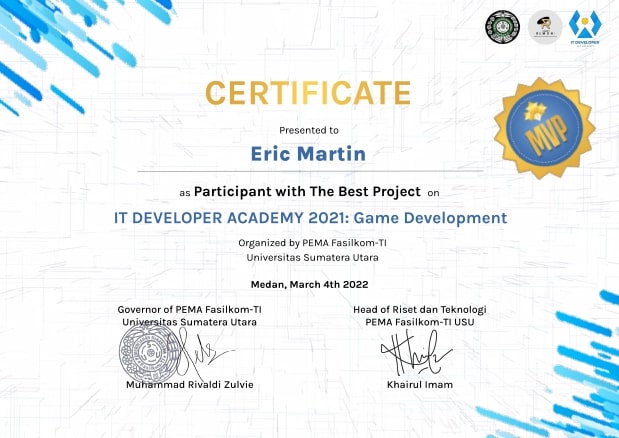 IT DEVELOPER
CERTIFICATE
MVP
Presented to
Eric Martin
as Participant with The Best Project on
IT DEVELOPER ACADEMY 2021: Game Development
Organized by PEMA Fasilkom-TI
Universitas Sumatera Utara
Medan, March 4th 2022
Governor of PEMA Fasilkom-TI
Universitas Sumatera Utara
Muhammad Rivaldi Zulvie
Head of Riset dan Teknologi
PEMA Fasilkom-TI USU
Khairul Imam